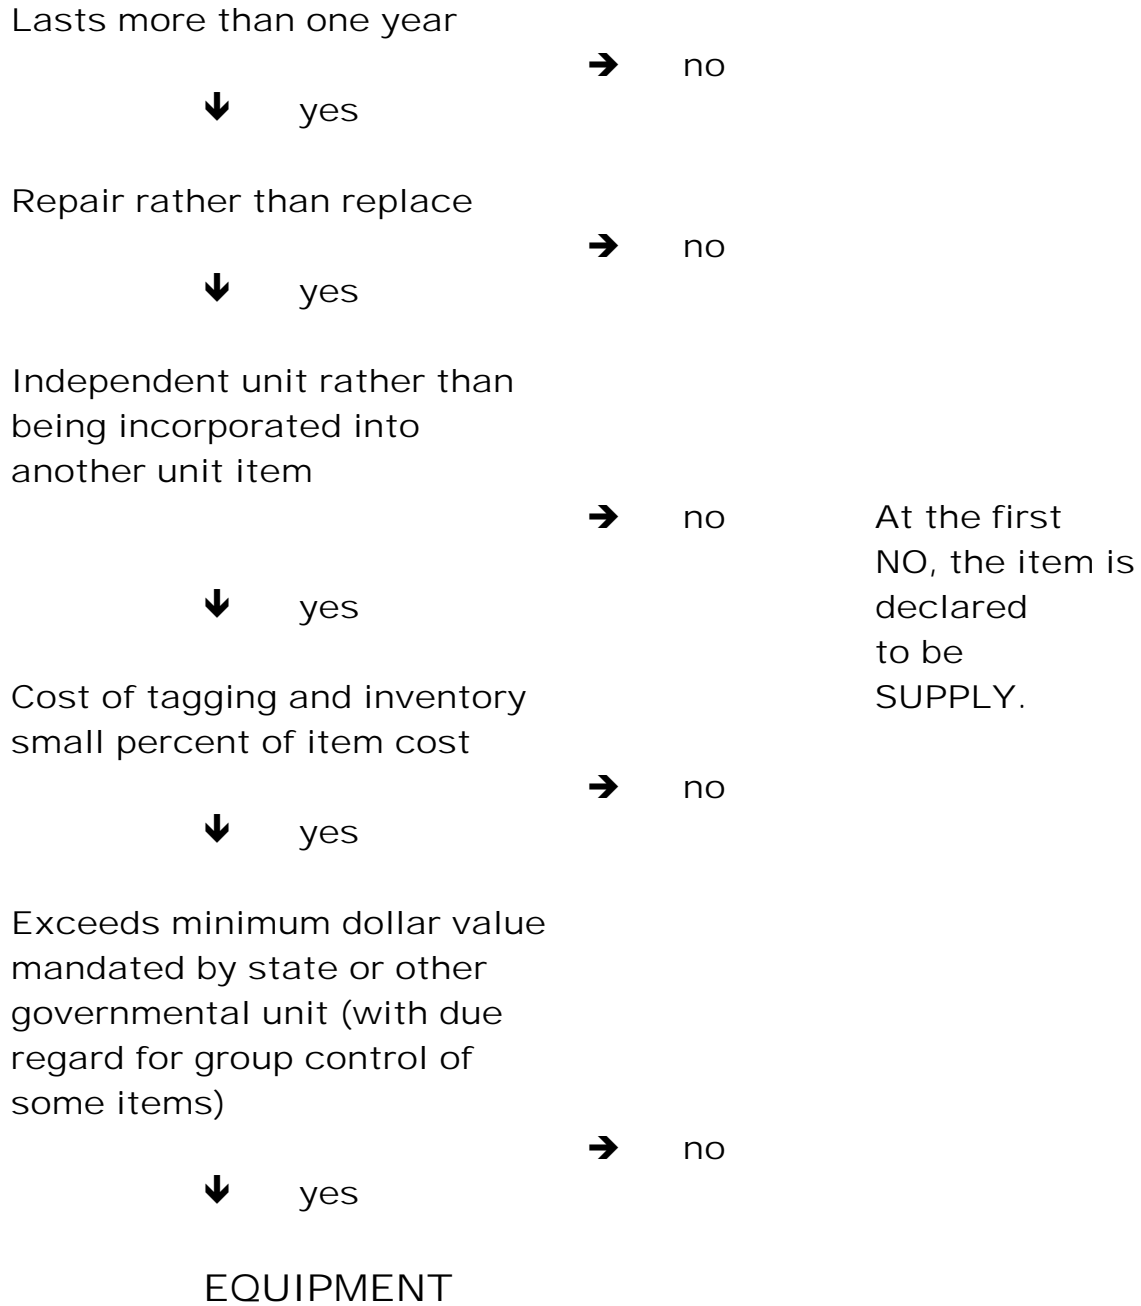 Lasts more than one year
➔ no
🡻 yes
Repair rather than replace
➔ no
🡻 yes
Independent unit rather than
being incorporated into
another unit item
➔ no
At the first
NO, the item is
declared
to be
SUPPLY.
🡻 yes
Cost of tagging and inventory
small percent of item cost
➔ no
🡻 yes
Exceeds minimum dollar value
mandated by state or other
governmental unit (with due
regard for group control of
some items)
➔ no
🡻 yes
EQUIPMENT